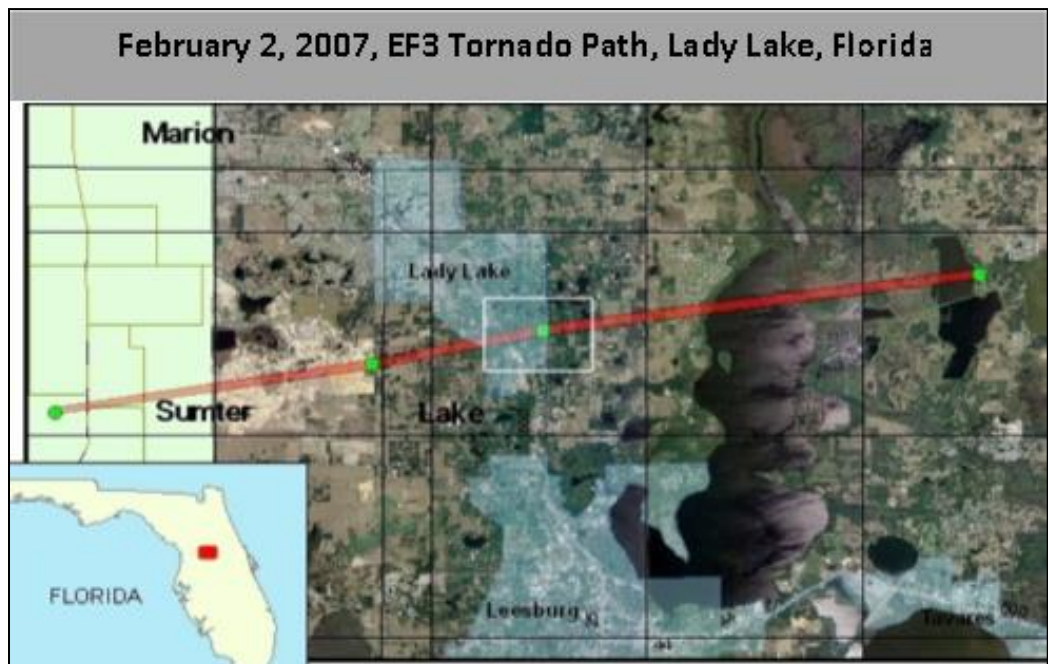 February 2, 2007, EF3 Tornado Path, Lady Lake, Florida
Marion
Lady Lake
Sumter
Lake
FLORIDA
Leesburg
Tavares